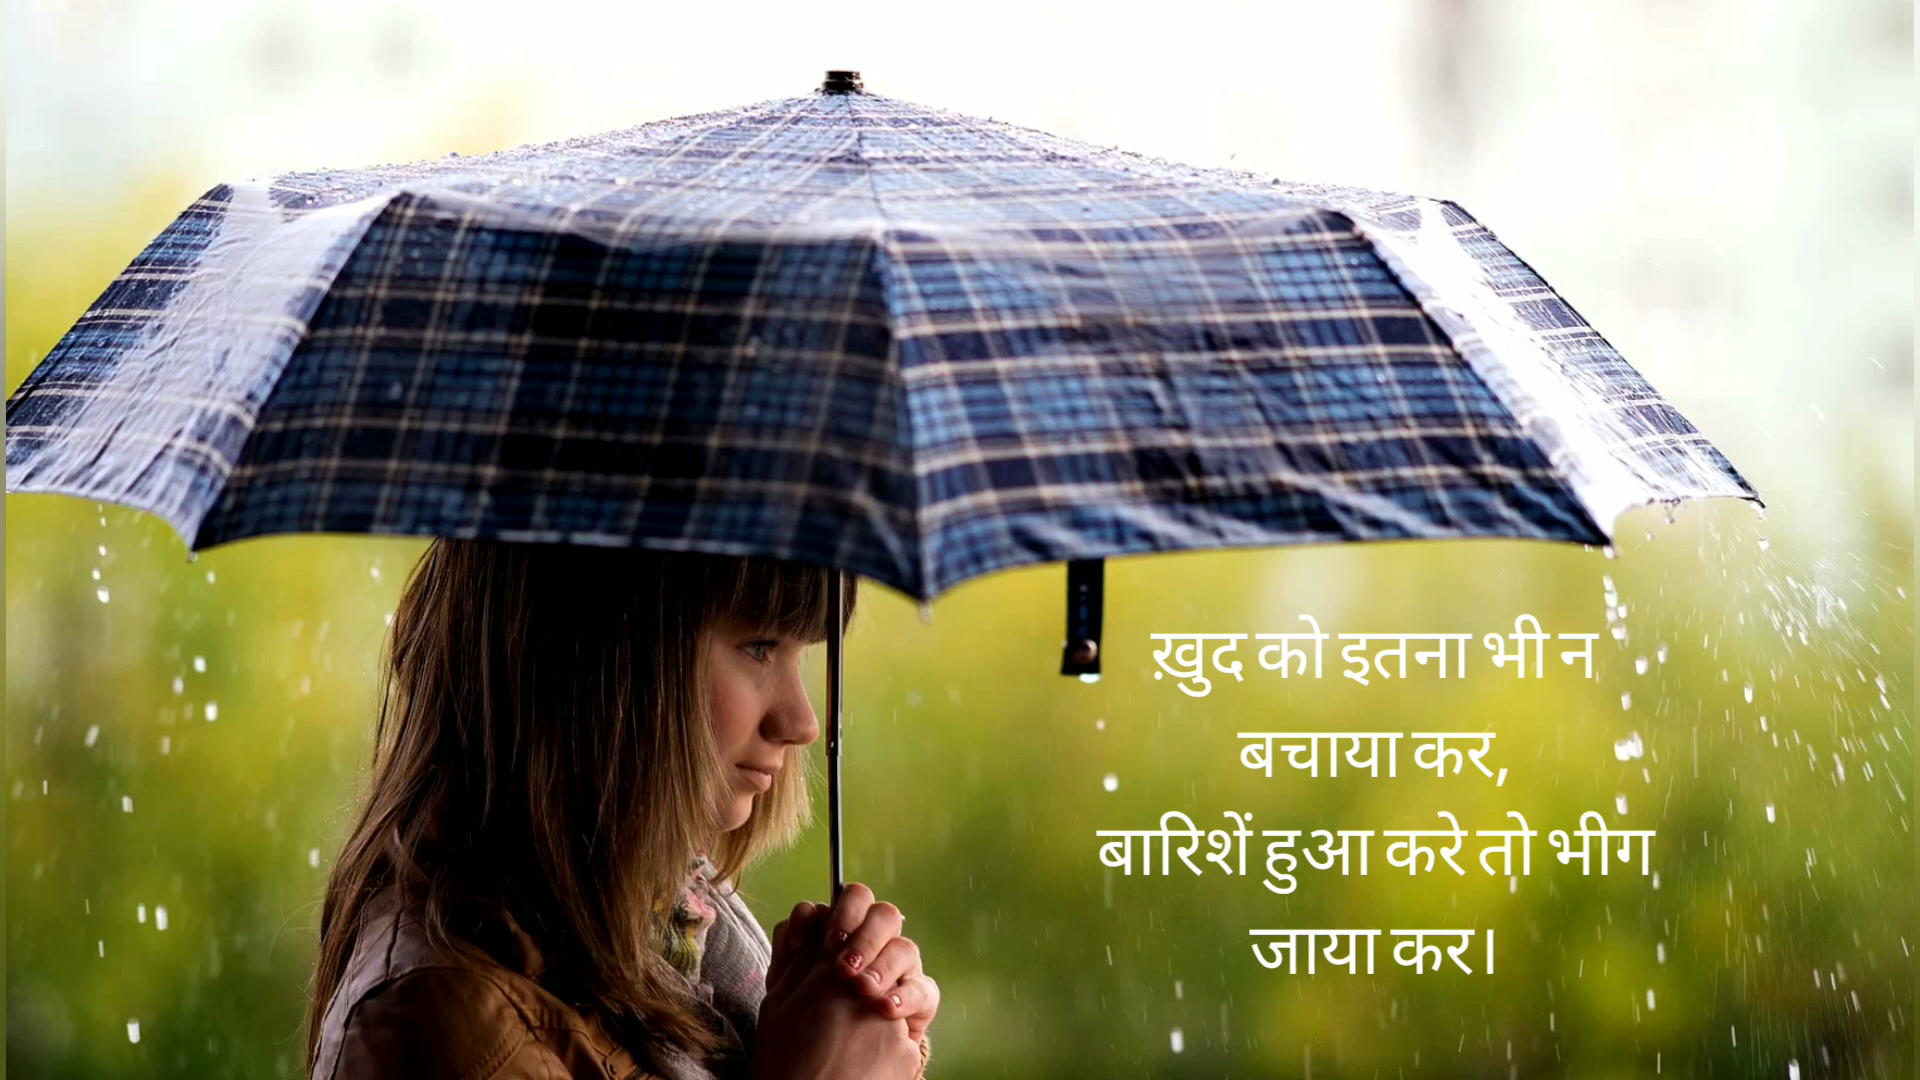 ख़ुद को इतना भी न
बचाया कर,
बारिशें हुआ करे तो भीग
जाया कर।